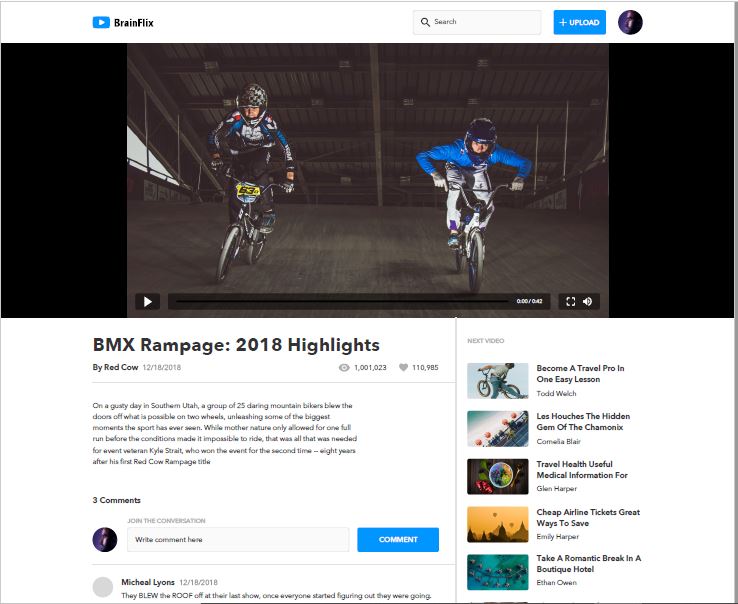 BrainFlix
Search
+ UPLOAD
0:00 / 0:42
BMX Rampage: 2018 Highlights
By Red Cow 12/18/2018
1,001,023 110,985
On a gusty day in Southern Utah, a group of 25 daring mountain bikers blew the
doors off what is possible on two wheels, unleashing some of the biggest
moments the sport has ever seen. While mother nature only allowed for one full
run before the conditions made it impossible to ride, that was all that was needed
for event veteran Kyle Strait, who won the event for the second time -- eight years
after his first Red Cow Rampage title
3 Comments
JOIN THE CONVERSATION
Write comment here
COMMENT
Micheal Lyons 12/18/2018
They BLEW the ROOF off at their last show, once everyone started figuring out they were going.
NEXT VIDEO
Become A Travel Pro In
One Easy Lesson
Todd Welch
Les Houches The Hidden
Gem Of The Chamonix
Cornelia Blair
Travel Health Useful
Medical Information For
Glen Harper
Cheap Airline Tickets Great
Ways To Save
Emily Harper
Take A Romantic Break In A
Boutique Hotel
Ethan Owen